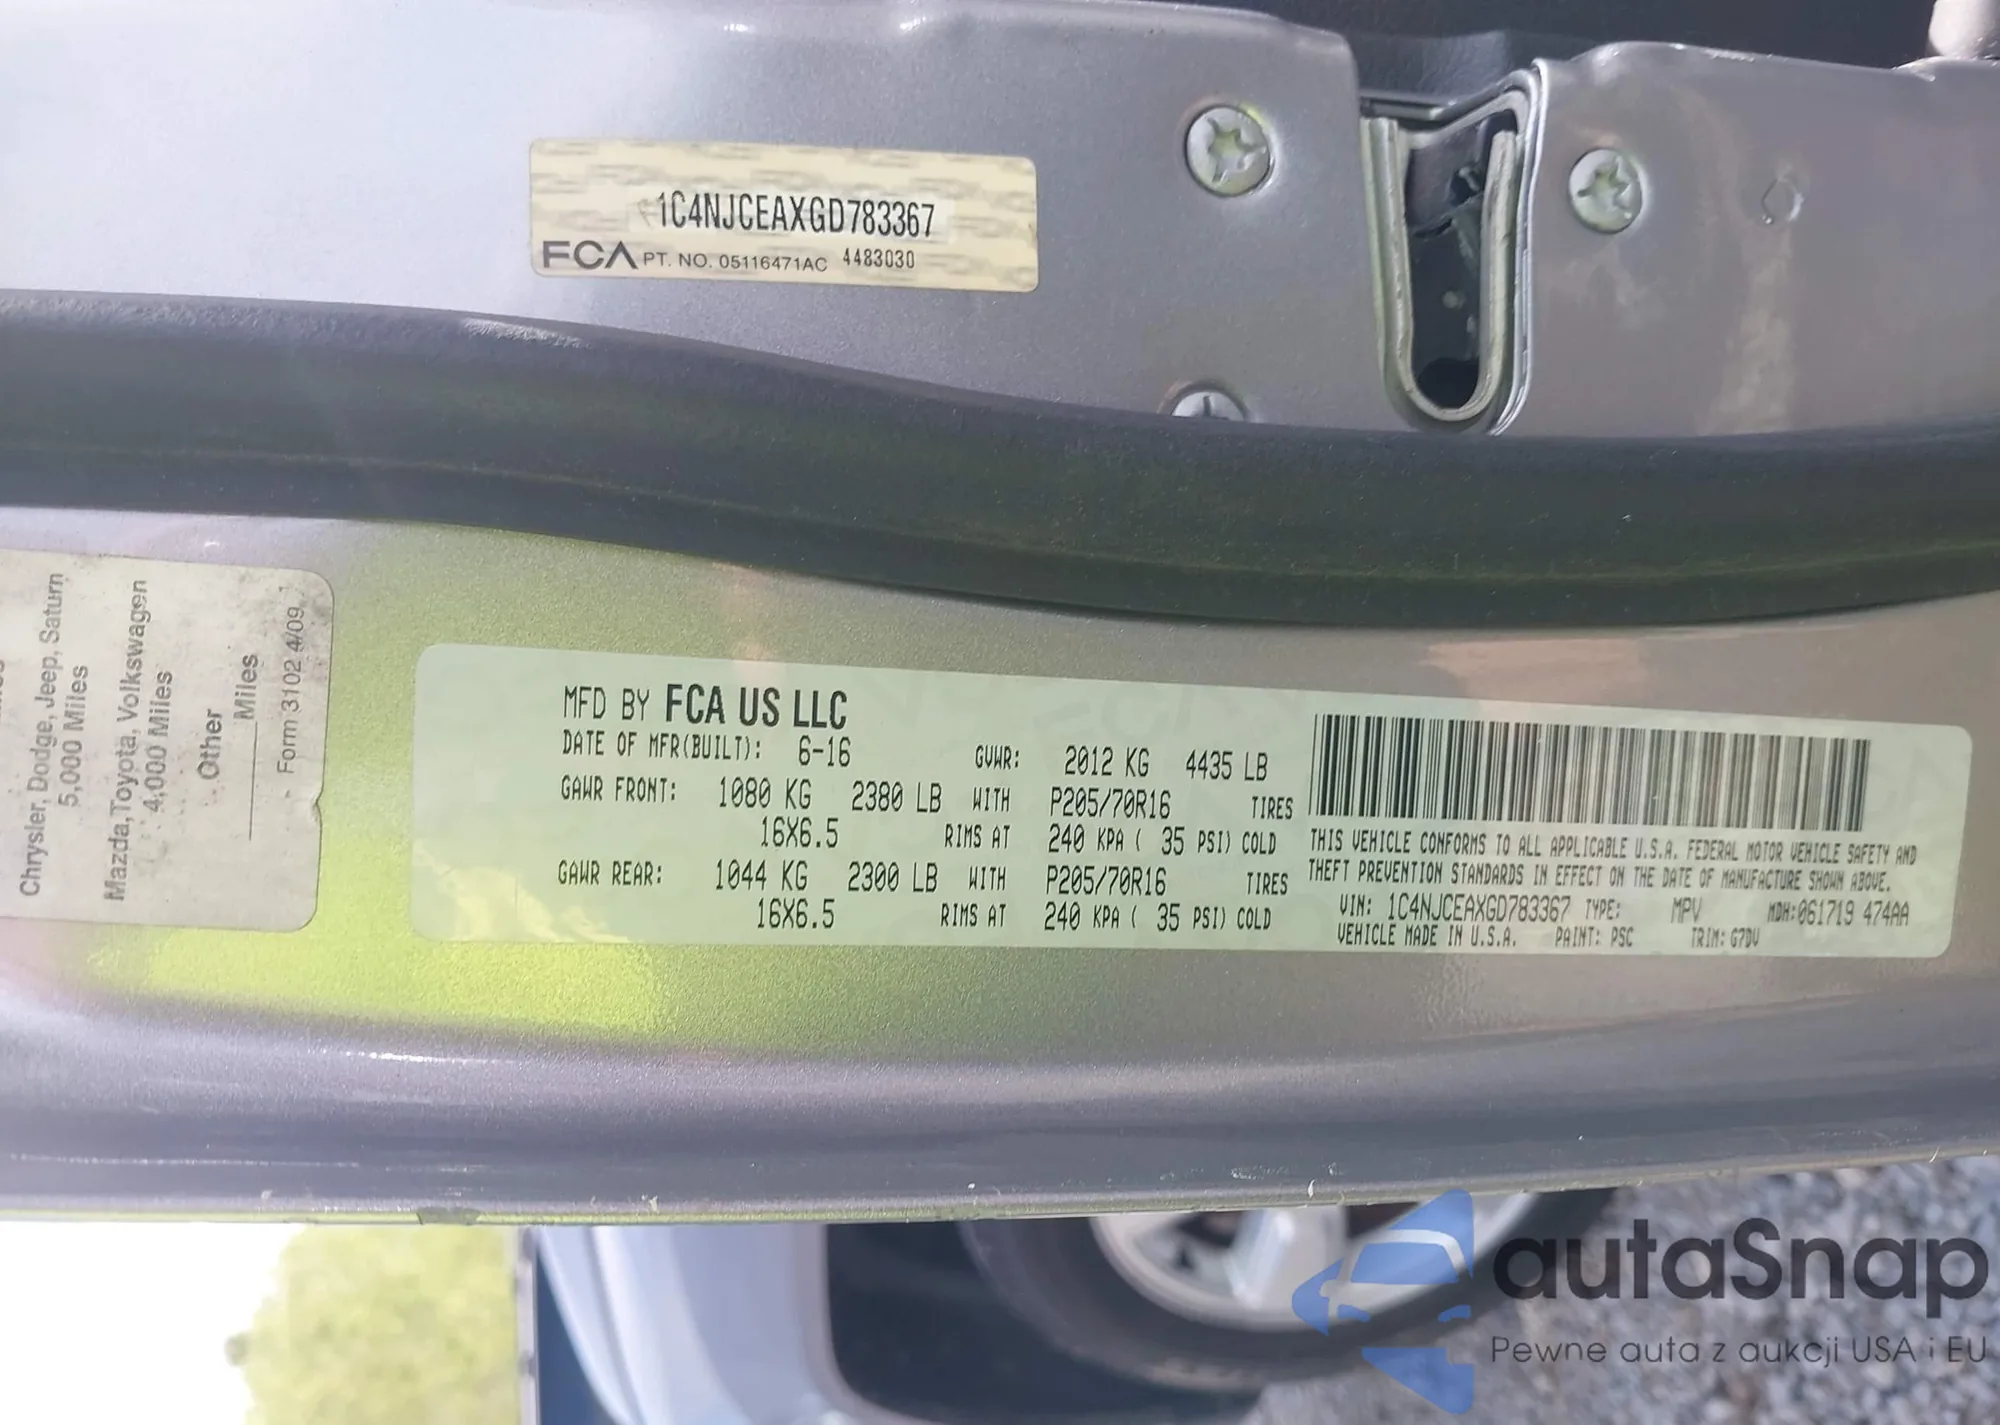 1C4NJCEAXGD783367
FCA PT. NO. 05116471AC 4483030
Chrysler, Dodge, Jeep, Saturn
5,000 Miles
Mazda, Toyota, Volkswagen
4,000 Miles
Other
Miles
Form 3102 4/09
MFD BY FCA US LLC
DATE OF MFR(BUILT): 6-16 GVWR: 2012 KG 4435 LB
GAWR FRONT: 1080 KG 2380 LB WITH P205/70R16 TIRES
16X6.5 RIMS AT 240 KPA ( 35 PSI) COLD
GAWR REAR: 1044 KG 2300 LB WITH P205/70R16 TIRES
16X6.5 RIMS AT 240 KPA ( 35 PSI) COLD
THIS VEHICLE CONFORMS TO ALL APPLICABLE U.S.A. FEDERAL MOTOR VEHICLE SAFETY AND
THEFT PREVENTION STANDARDS IN EFFECT ON THE DATE OF MANUFACTURE SHOWN ABOVE.
VIN: 1C4NJCEAXGD783367 TYPE: MPV MDH:061719 474AA
VEHICLE MADE IN U.S.A. PAINT: PSC TRIM: G7DV
autaSnap
Pewne auta z aukcji USA i EU